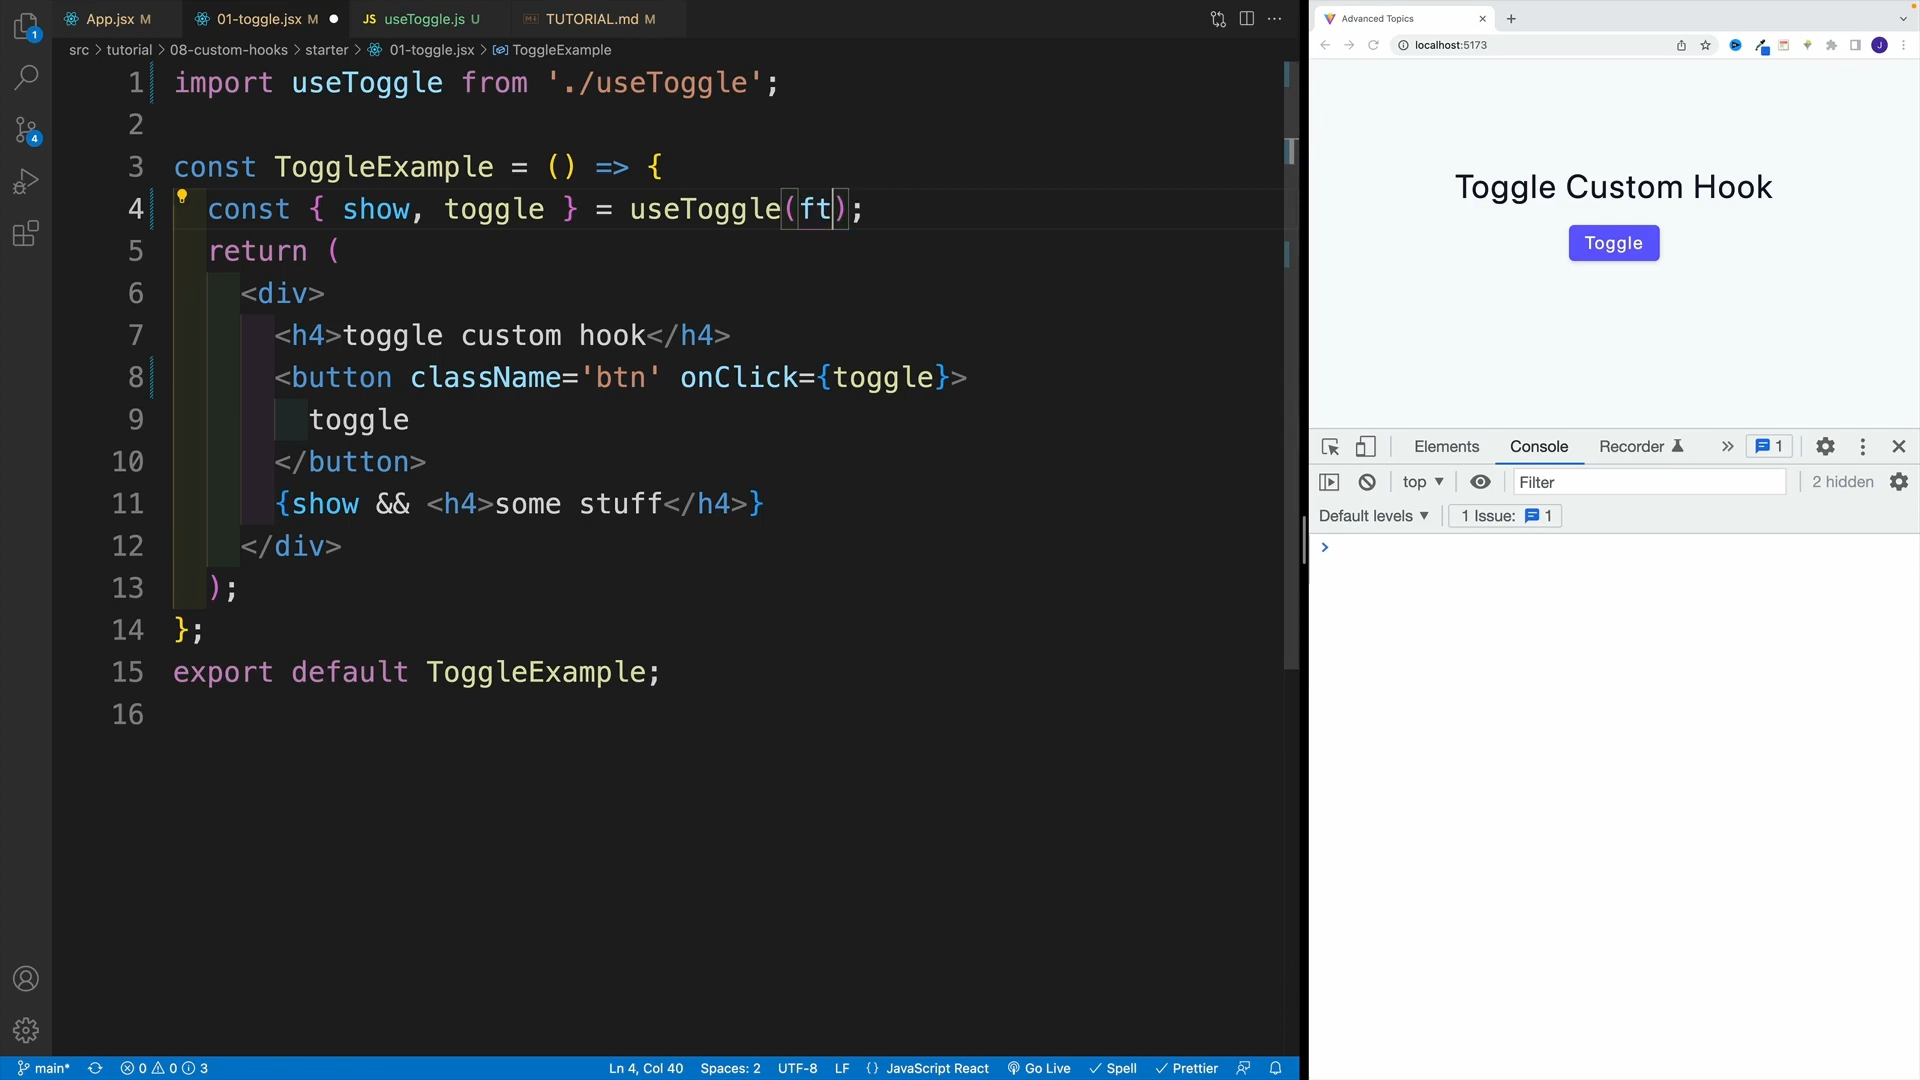 App.jsx M
01-toggle.jsx M
JS useToggle.js U
TUTORIAL.md M
src > tutorial > 08-custom-hooks > starter > 01-toggle.jsx > ToggleExample
1 import useToggle from './useToggle';
2
3 const ToggleExample = () => {
4 const { show, toggle } = useToggle(ft);
5 return (
6 <div>
7 <h4>toggle custom hook</h4>
8 <button className='btn' onClick={toggle}>
9 toggle
10 </button>
11 {show && <h4>some stuff</h4>}
12 </div>
13 );
14 };
15 export default ToggleExample;
16
1
4
main* 0 0 3
Ln 4, Col 40 Spaces: 2 UTF-8 LF {} JavaScript React Go Live Spell Prettier
Advanced Topics
localhost:5173
J
Toggle Custom Hook
Toggle
Elements Console Recorder » 1
top Filter 2 hidden
Default levels 1 Issue: 1